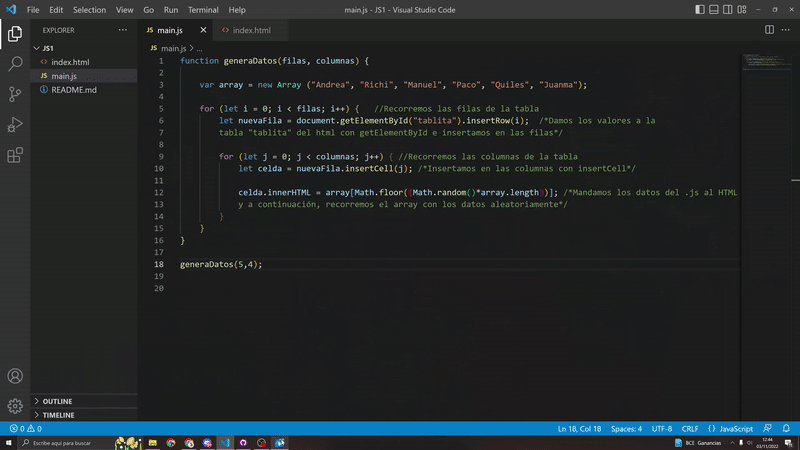 File Edit Selection View Go Run Terminal Help
main.js - JS1 - Visual Studio Code
EXPLORER
JS1
index.html
main.js
README.md
OUTLINE
TIMELINE
main.js
index.html
main.js > ...
1 function generaDatos(filas, columnas) {
2
3 var array = new Array ("Andrea", "Richi", "Manuel", "Paco", "Quiles", "Juanma");
4
5 for (let i = 0; i < filas; i++) { //Recorremos las filas de la tabla
6 let nuevaFila = document.getElementById("tablita").insertRow(i); /*Damos los valores a la
7 tabla "tablita" del html con getElementById e insertamos en las filas*/
8
9 for (let j = 0; j < columnas; j++) { //Recorremos las columnas de la tabla
10 let celda = nuevaFila.insertCell(j); /*Insertamos en las columnas con insertCell*/
11
12 celda.innerHTML = array[Math.floor((Math.random()*array.length))]; /*Mandamos los datos del .js al HTML
13 y a continuación, recorremos el array con los datos aleatoriamente*/
14 }
15 }
16 }
17
18 generaDatos(5,4);
19
20
0 0
Ln 18, Col 18 Spaces: 4 UTF-8 CRLF {} JavaScript
Escribe aquí para buscar
BCE Ganancias
12:44
03/11/2022